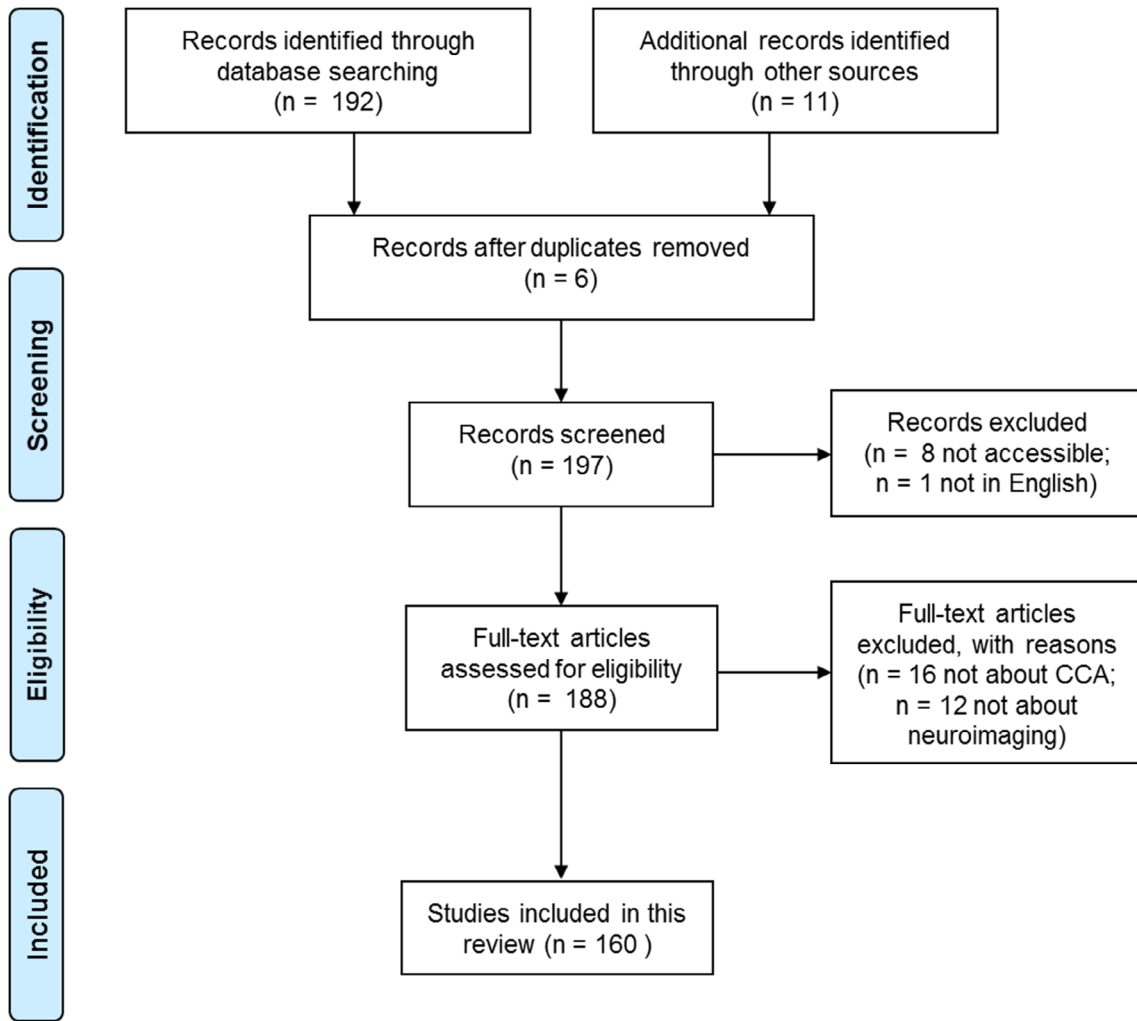 Identification
Records identified through
database searching
(n = 192)
Additional records identified
through other sources
(n = 11)
Records after duplicates removed
(n = 6)
Screening
Records screened
(n = 197)
Records excluded
(n = 8 not accessible;
n = 1 not in English)
Eligibility
Full-text articles
assessed for eligibility
(n = 188)
Full-text articles
excluded, with reasons
(n = 16 not about CCA;
n = 12 not about
neuroimaging)
Included
Studies included in this
review (n = 160 )